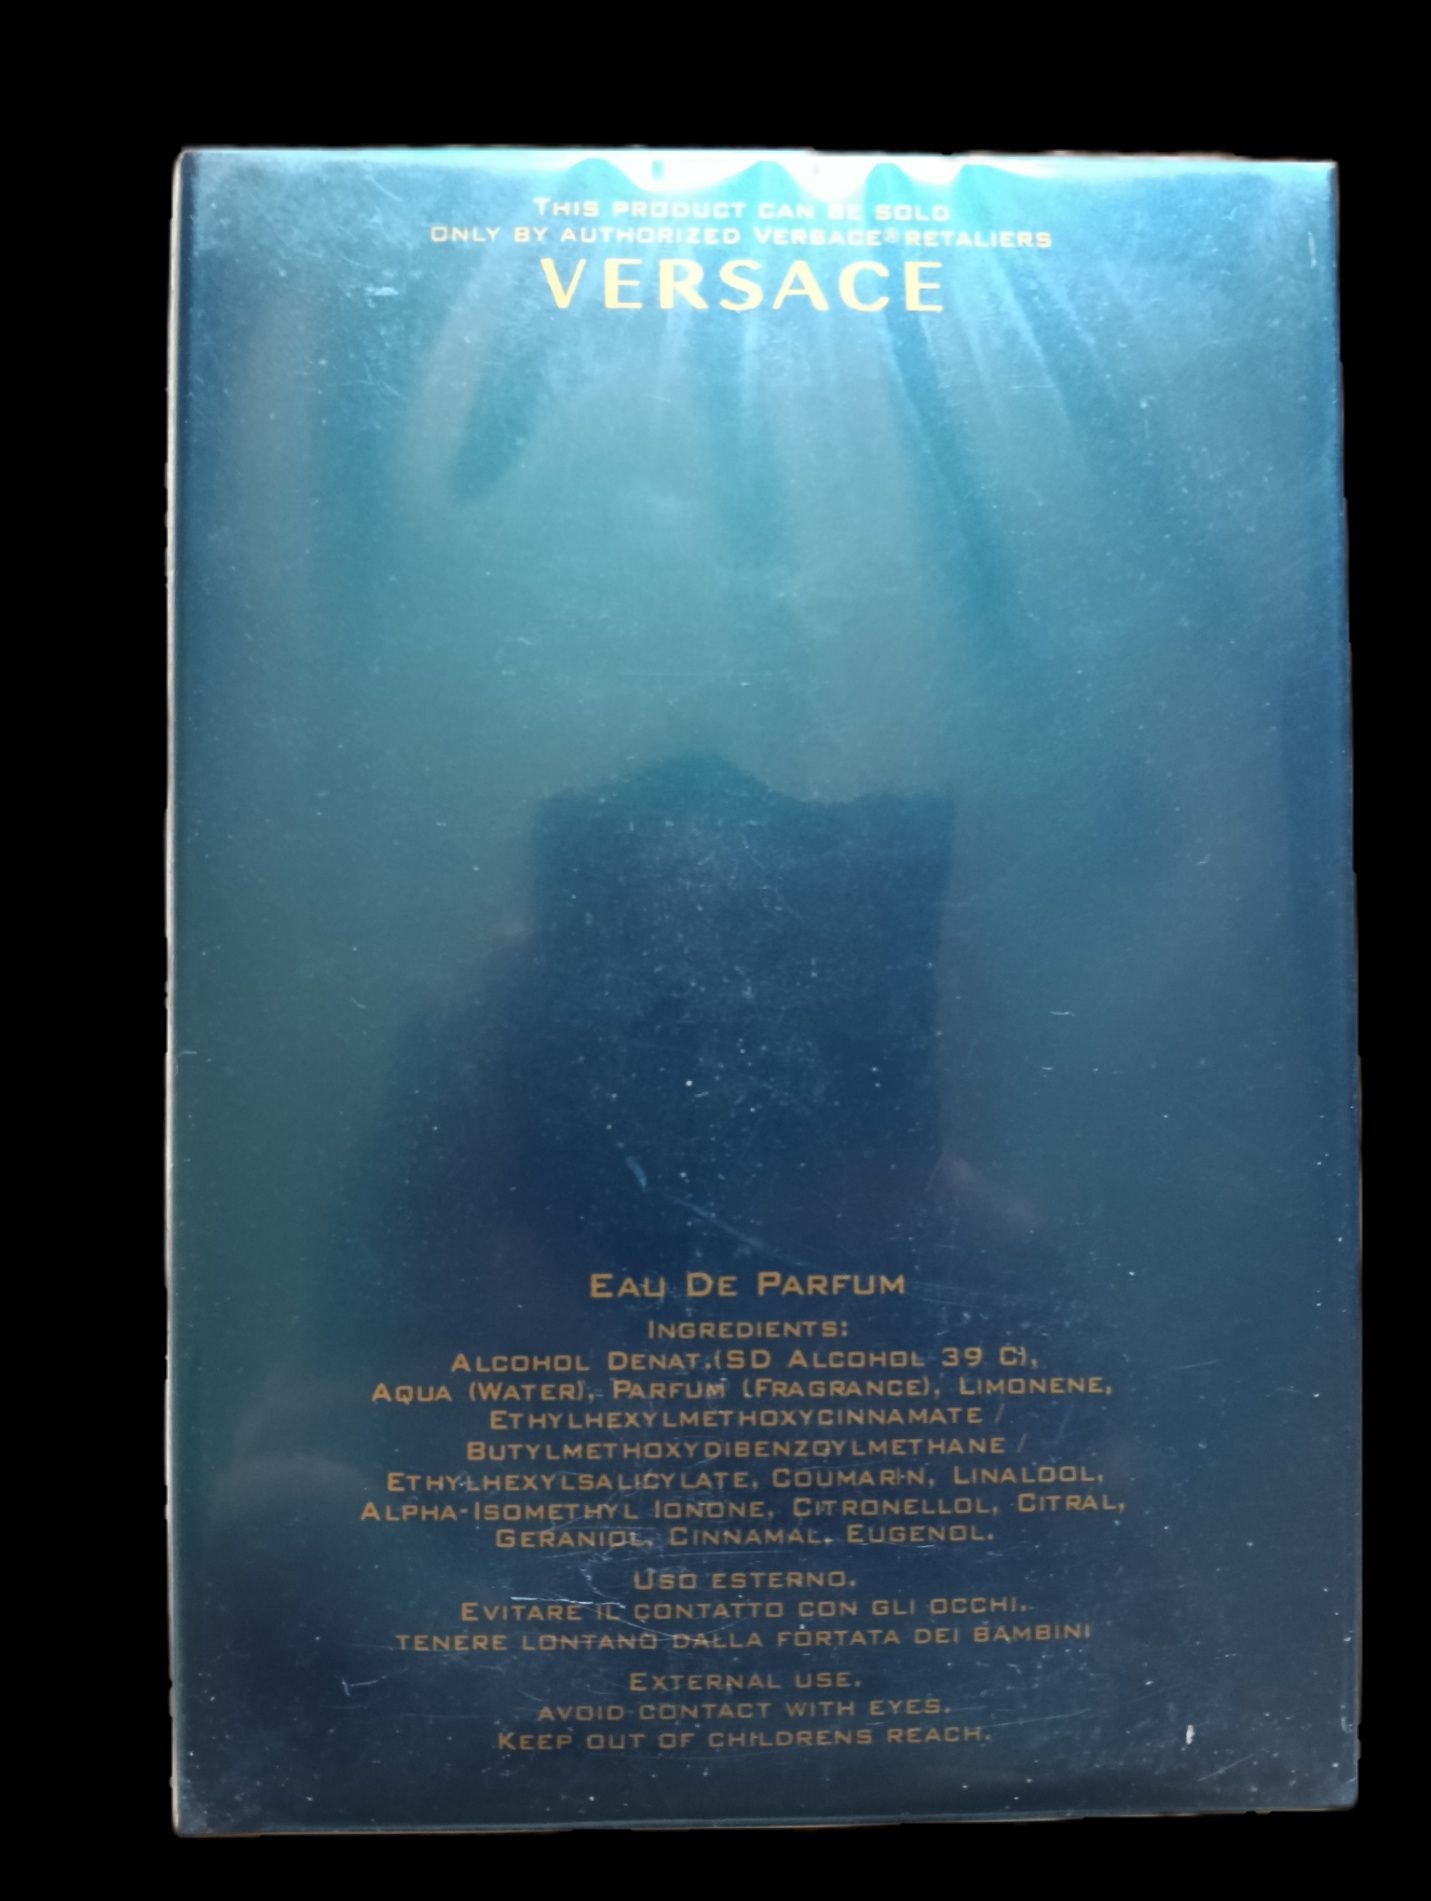 THIS PRODUCT CAN BE SOLD
ONLY BY AUTHORIZED VERSACE® RETALIERS
VERSACE
EAU DE PARFUM
INGREDIENTS:
ALCOHOL DENAT.(SD ALCOHOL 39 C),
AQUA (WATER), PARFUM (FRAGRANCE), LIMONENE,
ETHYLHEXYLMETHOXYCINNAMATE /
BUTYLMETHOXYDIBENZOYLMETHANE /
ETHYLHEXYLSALICYLATE, COUMARIN, LINALOOL,
ALPHA-ISOMETHYL IONONE, CITRONELLOL, CITRAL,
GERANIOL, CINNAMAL, EUGENOL.
USO ESTERNO.
EVITARE IL CONTATTO CON GLI OCCHI.
TENERE LONTANO DALLA FORTATA DEI BAMBINI
EXTERNAL USE.
AVOID CONTACT WITH EYES.
KEEP OUT OF CHILDRENS REACH.